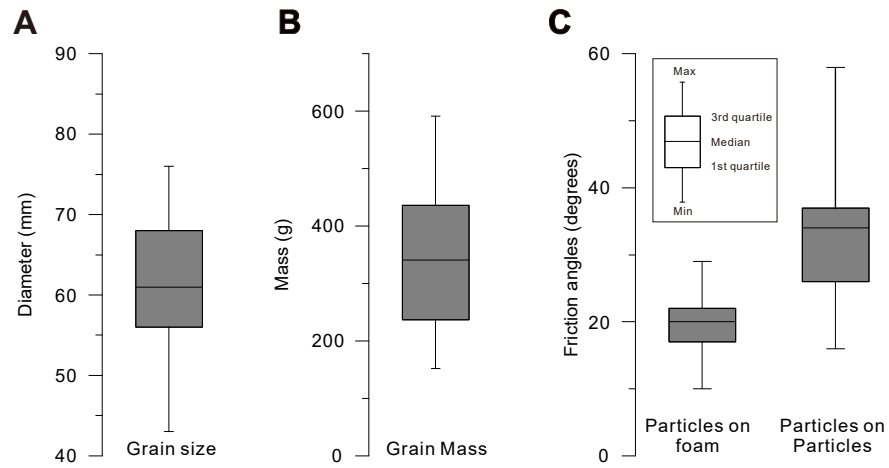 A
B
C
90
80
70
60
50
40
Diameter (mm)
Grain size
600
400
200
0
Mass (g)
Grain Mass
60
40
20
0
Friction angles (degrees)
Max
3rd quartile
Median
1st quartile
Min
Particles on
foam
Particles on
Particles